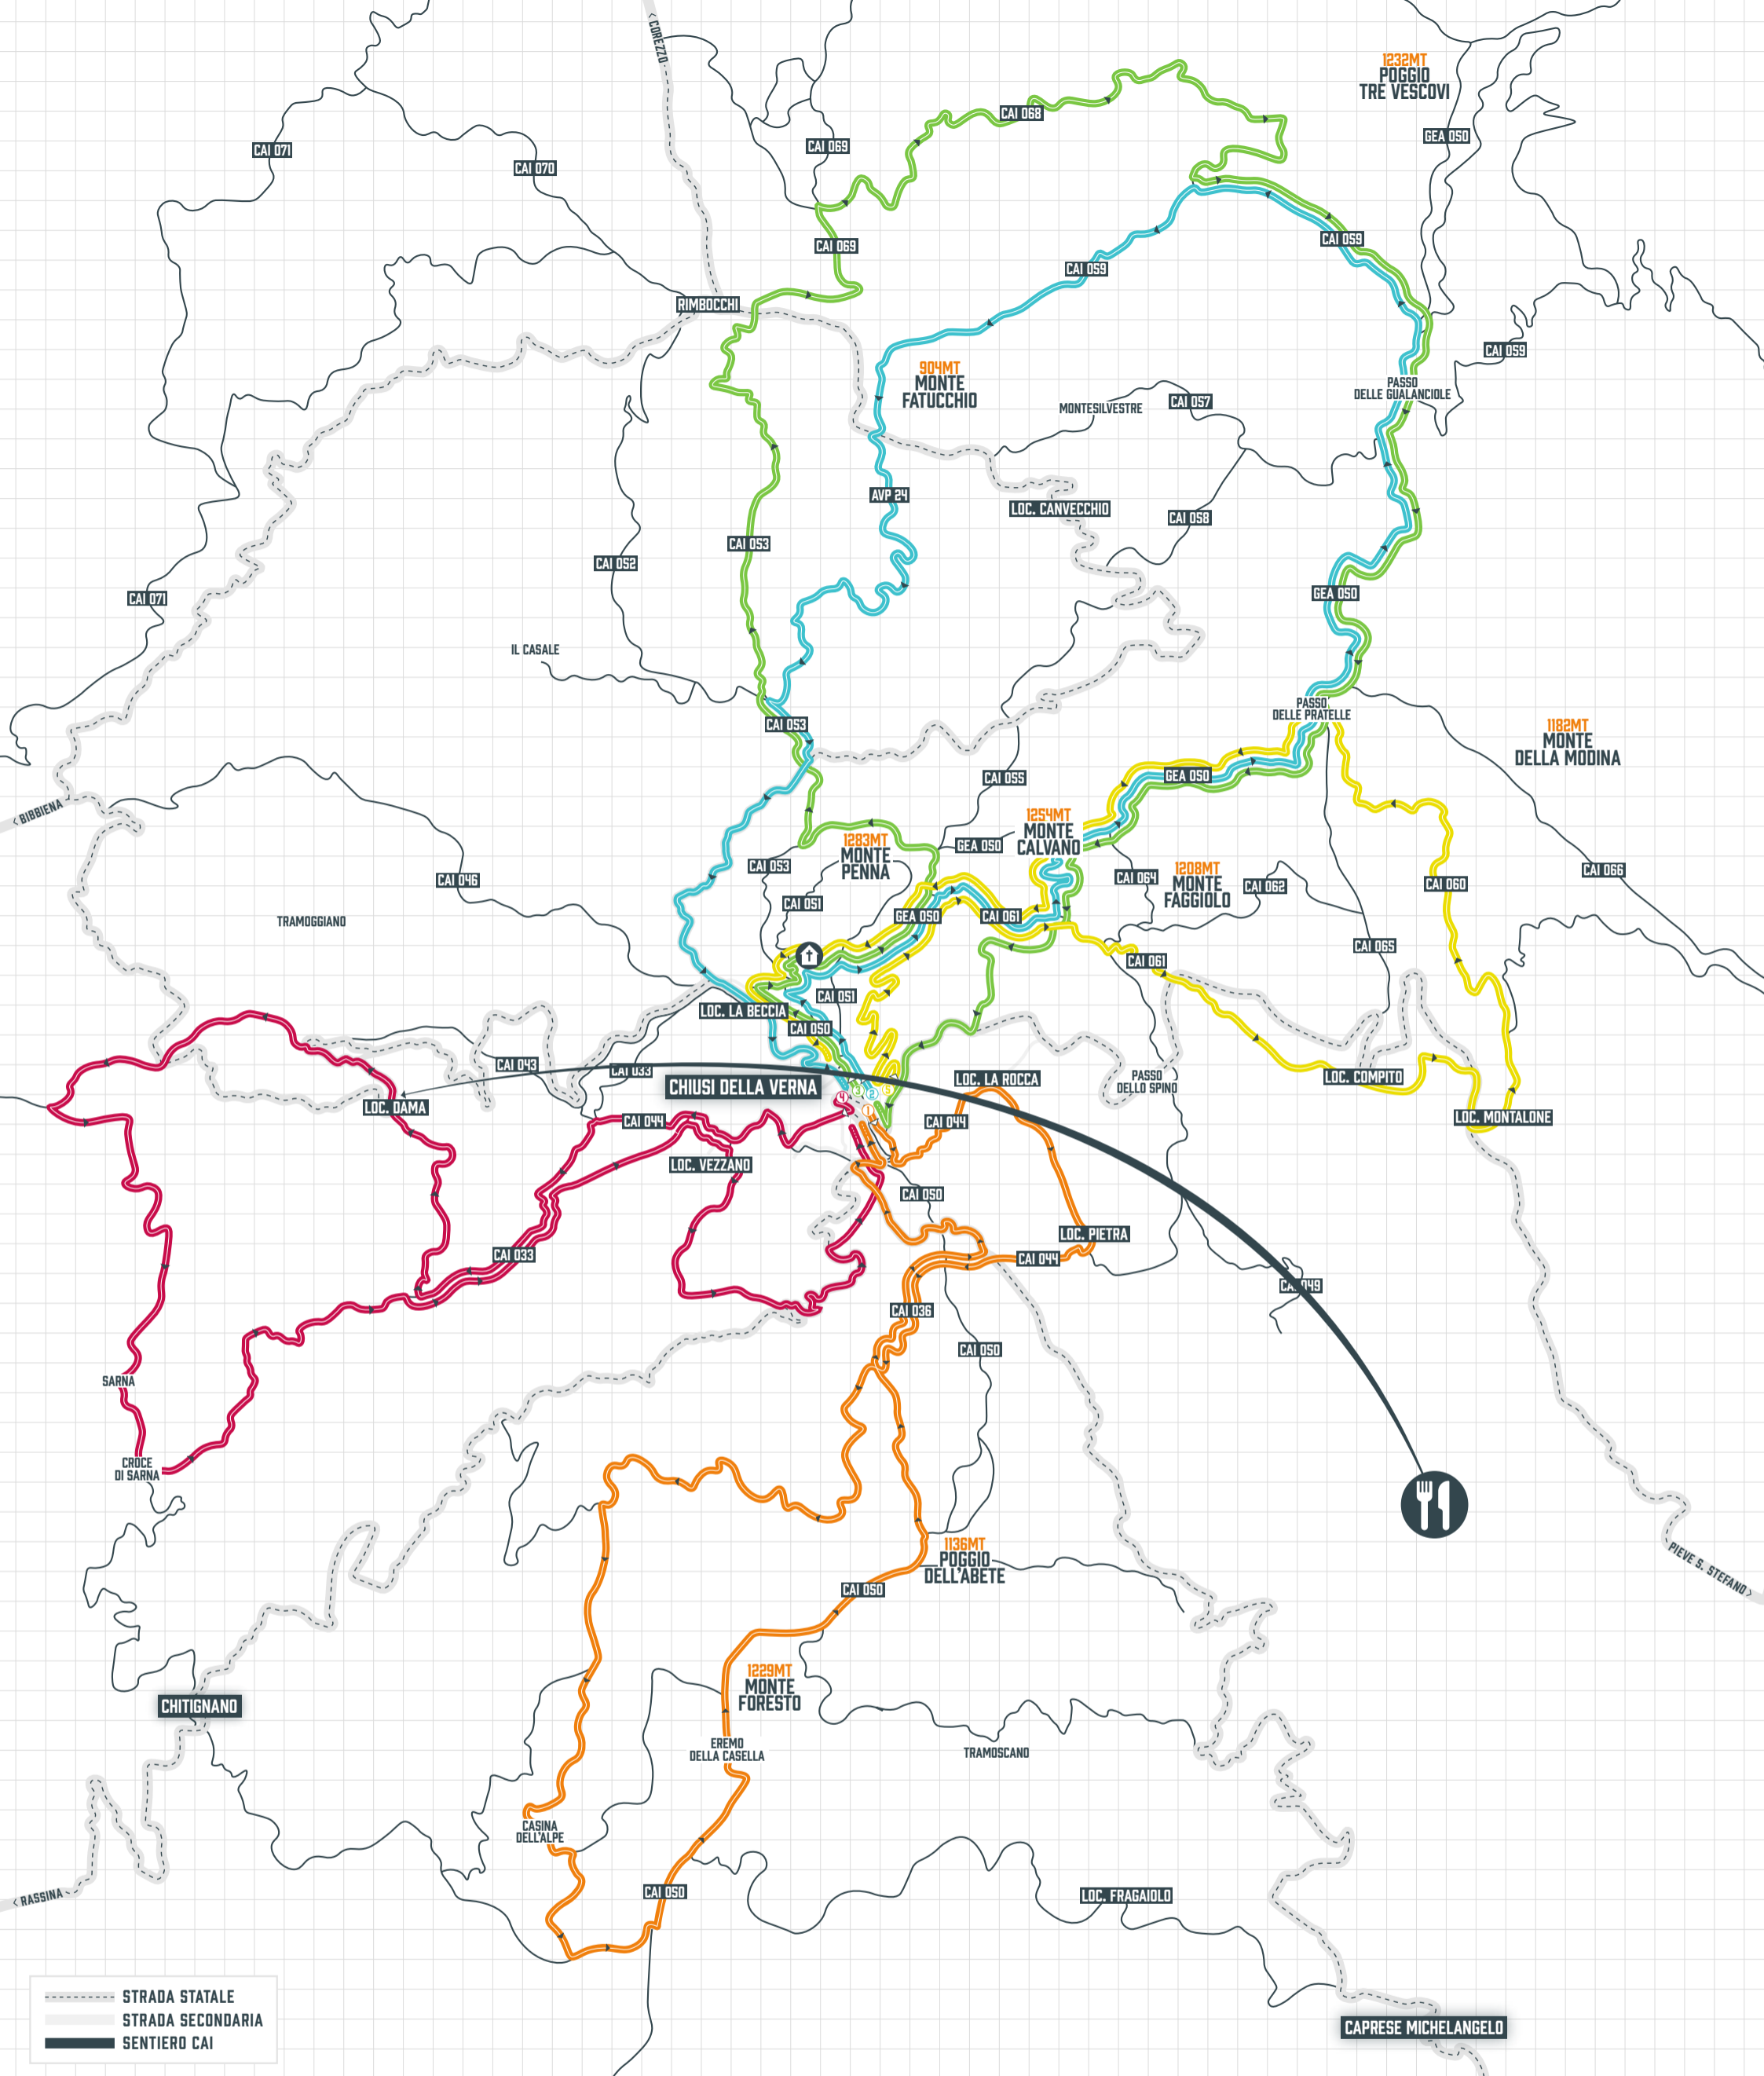 < COREZZO
1232MT
POGGIO
TRE VESCOVI
CAI 068
GEA 050
CAI 069
CAI 071
CAI 070
CAI 069
CAI 059
CAI 059
RIMBOCCHI
CAI 059
904MT
MONTE
FATUCCHIO
PASSO
DELLE GUALANCIOLE
MONTESILVESTRE
CAI 057
AVP 24
LOC. CANVECCHIO
CAI 058
CAI 053
CAI 052
CAI 071
GEA 050
IL CASALE
PASSO
DELLE PRATELLE
CAI 053
1182MT
MONTE
DELLA MODINA
GEA 050
CAI 055
< BIBBIENA
1254MT
MONTE
CALVANO
1283MT
MONTE
PENNA
GEA 050
CAI 053
CAI 046
CAI 064
1208MT
MONTE
FAGGIOLO
CAI 062
CAI 060
CAI 066
CAI 051
TRAMOGGIANO
GEA 050
CAI 061
CAI 065
CAI 061
CAI 051
LOC. LA BECCIA
CAI 050
CAI 043
CAI 033
CHIUSI DELLA VERNA
LOC. LA ROCCA
PASSO
DELLO SPINO
LOC. COMPITO
4
3
2
5
1
LOC. DAMA
CAI 044
CAI 044
LOC. MONTALONE
LOC. VEZZANO
CAI 050
LOC. PIETRA
CAI 033
CAI 044
CAI 049
CAI 036
CAI 050
SARNA
CROCE
DI SARNA
1136MT
POGGIO
DELL'ABETE
CAI 050
PIEVE S. STEFANO >
1229MT
MONTE
FORESTO
CHITIGNANO
EREMO
DELLA CASELLA
TRAMOSCANO
CASINA
DELL'ALPE
CAI 050
LOC. FRAGAIOLO
< RASSINA
STRADA STATALE
STRADA SECONDARIA
SENTIERO CAI
CAPRESE MICHELANGELO